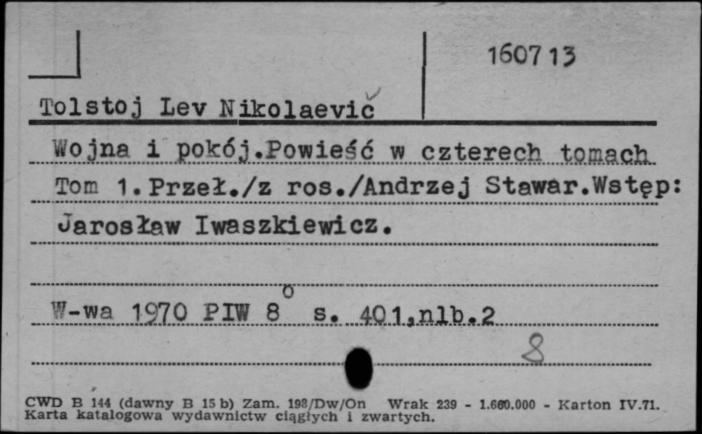 160713
Tolstoj Lev Nikolaevič
Wojna i pokój.Powieść w czterech tomach
Tom 1.Przeł./z ros./Andrzej Stawar.Wstęp:
Jarosław Iwaszkiewicz.
W-wa 1970 PIW 8° s. 401,nlb.2
8
CWD B 144 (dawny B 15 b) Zam. 198/Dw/On Wrak 239 - 1.600.000 - Karton IV.71.
Karta katalogowa wydawnictw ciągłych i zwartych.